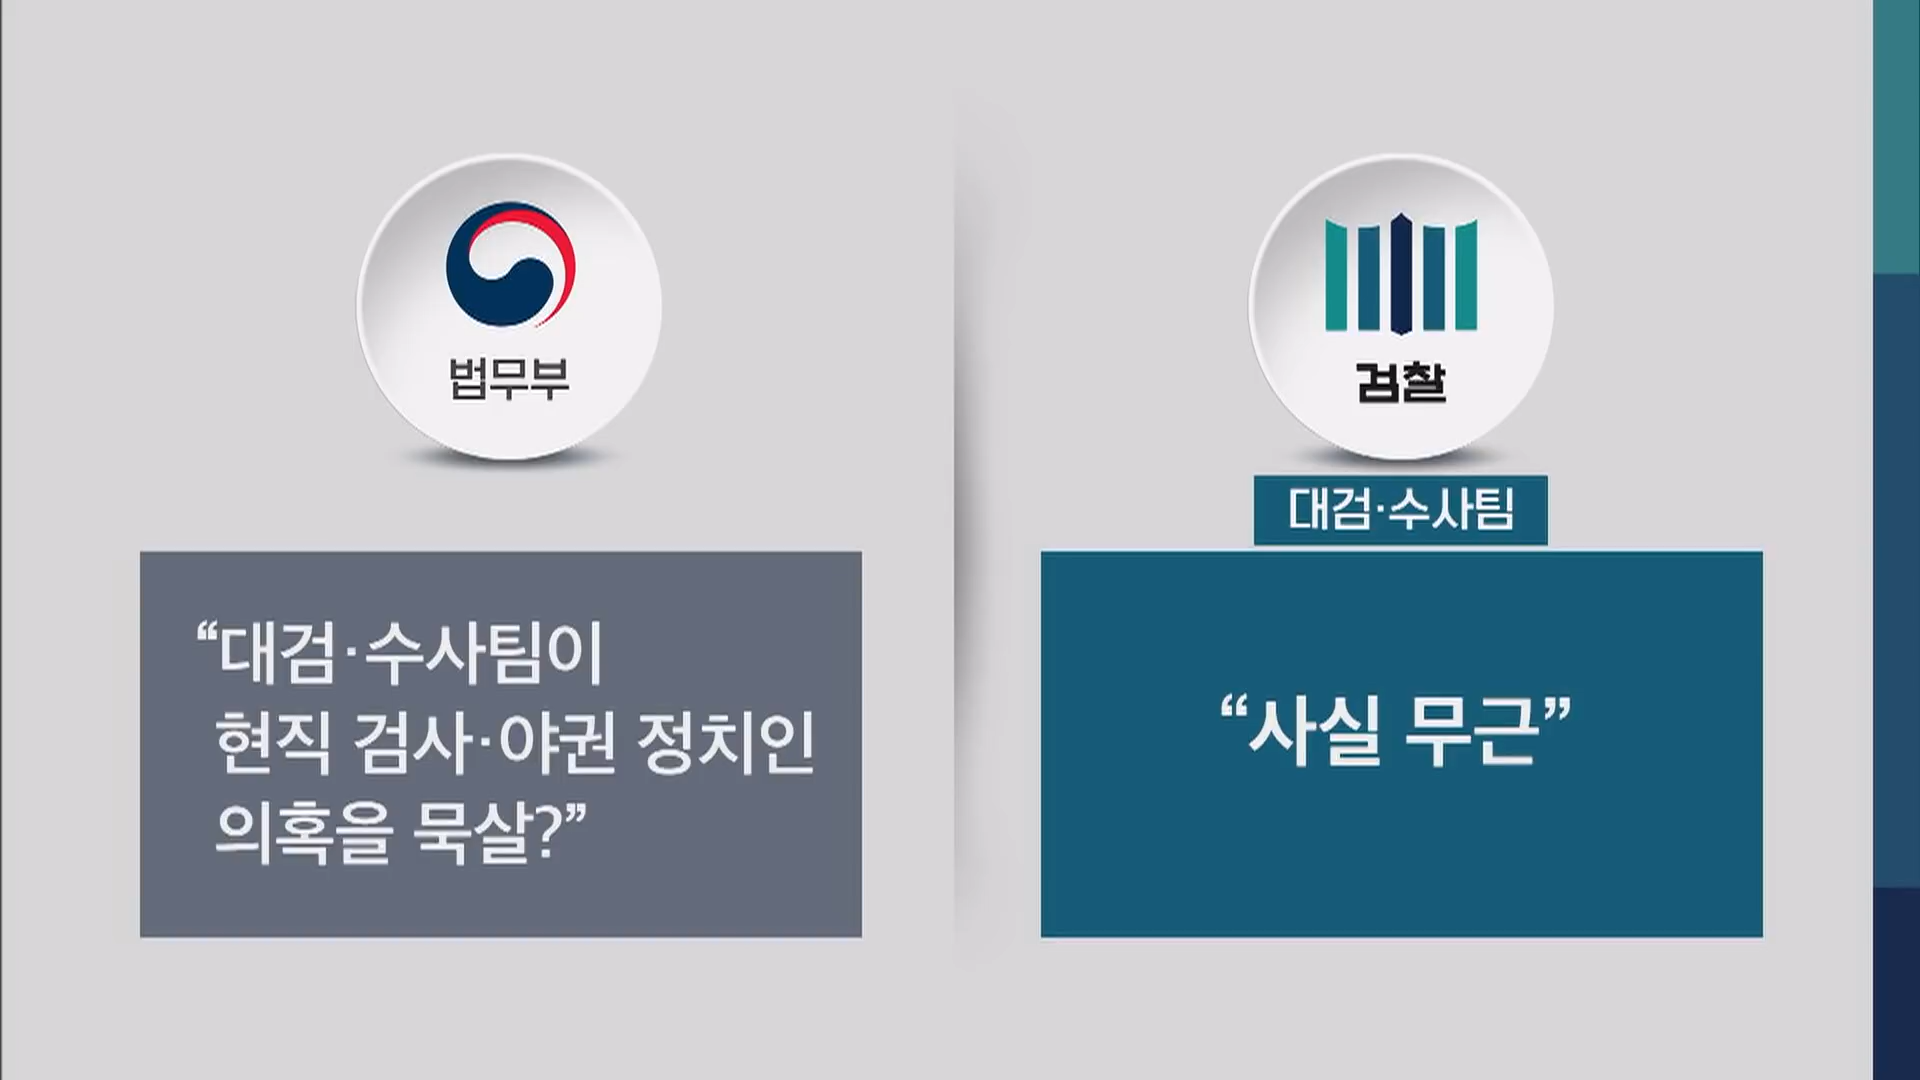 법무부
“대검·수사팀이
현직 검사·야권 정치인
의혹을 묵살?”
검찰
대검·수사팀
“사실 무근”